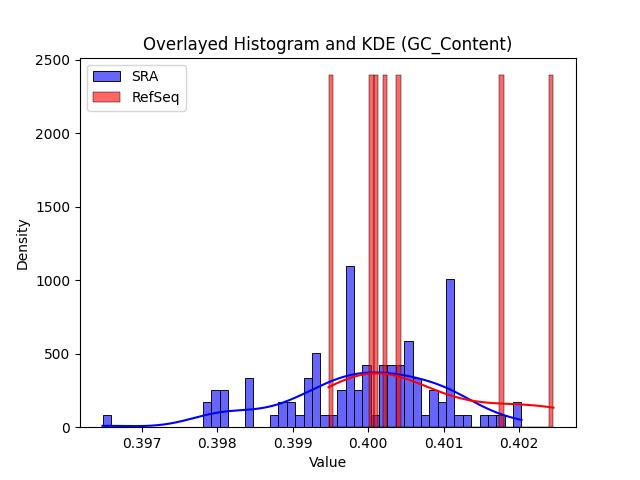 Overlayed Histogram and KDE (GC_Content)
SRA
RefSeq
Density
2500
2000
1500
1000
500
0
0.397 0.398 0.399 0.400 0.401 0.402
Value